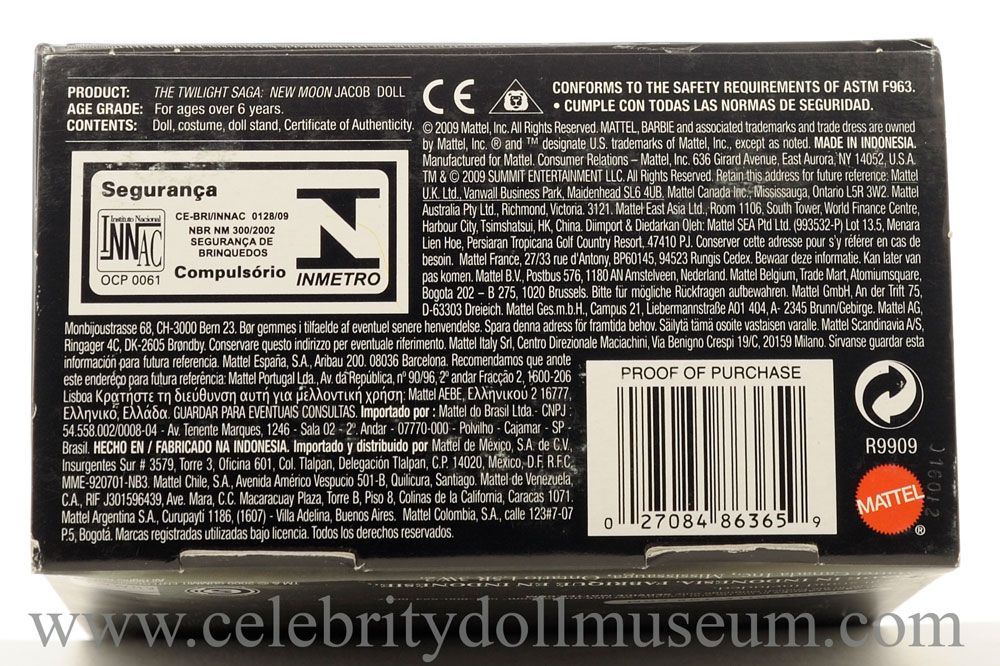 PRODUCT: THE TWILIGHT SAGA: NEW MOON JACOB DOLL
AGE GRADE: For ages over 6 years.
CONTENTS: Doll, costume, doll stand, Certificate of Authenticity.
Segurança
Instituto Nacional
INNAC
OCP 0061
CE-BRI/INNAC 0128/09
NBR NM 300/2002
SEGURANÇA DE
BRINQUEDOS
Compulsório
INMETRO
CE
CONFORMS TO THE SAFETY REQUIREMENTS OF ASTM F963.
• CUMPLE CON TODAS LAS NORMAS DE SEGURIDAD.
© 2009 Mattel, Inc. All Rights Reserved. MATTEL, BARBIE and associated trademarks and trade dress are owned
by Mattel, Inc. ® and ™ designate U.S. trademarks of Mattel, Inc., except as noted. MADE IN INDONESIA.
Manufactured for Mattel. Consumer Relations – Mattel, Inc. 636 Girard Avenue, East Aurora, NY 14052, U.S.A.
TM & © 2009 SUMMIT ENTERTAINMENT LLC. All Rights Reserved. Retain this address for future reference: Mattel
U.K. Ltd., Vanwall Business Park, Maidenhead SL6 4UB. Mattel Canada Inc., Mississauga, Ontario L5R 3W2. Mattel
Australia Pty Ltd., Richmond, Victoria. 3121. Mattel East Asia Ltd., Room 1106, South Tower, World Finance Centre,
Harbour City, Tsimshatsui, HK, China. Diimport & Diedarkan Oleh: Mattel SEA Ptd Ltd. (993532-P) Lot 13.5, Menara
Lien Hoe, Persiaran Tropicana Golf Country Resort, 47410 PJ. Conserver cette adresse pour s'y référer en cas de
besoin. Mattel France, 27/33 rue d'Antony, BP60145, 94523 Rungis Cedex. Bewaar deze informatie. Kan later van
pas komen. Mattel B.V., Postbus 576, 1180 AN Amstelveen, Nederland. Mattel Belgium, Trade Mart, Atomiumsquare,
Bogota 202 – B 275, 1020 Brussels. Bitte für mögliche Rückfragen aufbewahren. Mattel GmbH, An der Trift 75,
D-63303 Dreieich. Mattel Ges.m.b.H., Campus 21, Liebermannstraße A01 404, A- 2345 Brunn/Gebirge. Mattel AG,
Monbijoustrasse 68, CH-3000 Bern 23. Bør gemmes i tilfælde af eventuel senere henvendelse. Spara denna adress för framtida behov. Säilytä tämä osoite vastaisen varalle. Mattel Scandinavia A/S,
Ringager 4C, DK-2605 Brøndby. Conservare questo indirizzo per eventuale riferimento. Mattel Italy Srl, Centro Direzionale Maciachini, Via Benigno Crespi 19/C, 20159 Milano. Sírvanse guardar esta
información para futura referencia. Mattel España, S.A., Aribau 200. 08036 Barcelona. Recomendamos que anote
este endereço para futura referência: Mattel Portugal Lda., Av. da República, nº 90/96, 2º andar Fracção 2, 1600-206
Lisboa Κρατήστε τη διεύθυνση αυτή για μελλοντική χρήση: Mattel AEBE, Ελληνικού 2 16777,
Ελληνικό, Ελλάδα. GUARDAR PARA EVENTUAIS CONSULTAS. Importado por : Mattel do Brasil Ltda.- CNPJ :
54.558.002/0008-04 - Av. Tenente Marques, 1246 - Sala 02 - 2º. Andar - 07770-000 - Polvilho - Cajamar - SP -
Brasil. HECHO EN / FABRICADO NA INDONESIA. Importado y distribuido por Mattel de México, S.A. de C.V.,
Insurgentes Sur # 3579, Torre 3, Oficina 601, Col. Tlalpan, Delegación Tlalpan, C.P. 14020, México, D.F. R.F.C.
MME-920701-NB3. Mattel Chile, S.A., Avenida Américo Vespucio 501-B, Quilicura, Santiago. Mattel de Venezuela,
C.A., RIF J301596439, Ave. Mara, C.C. Macaracuay Plaza, Torre B, Piso 8, Colinas de la California, Caracas 1071.
Mattel Argentina S.A., Curupaytí 1186, (1607) - Villa Adelina, Buenos Aires. Mattel Colombia, S.A., calle 123#7-07
P.5, Bogotá. Marcas registradas utilizadas bajo licencia. Todos los derechos reservados.
PROOF OF PURCHASE
0 27084 86365 9
R9909
MATTEL
®
www.celebritydollmuseum.com